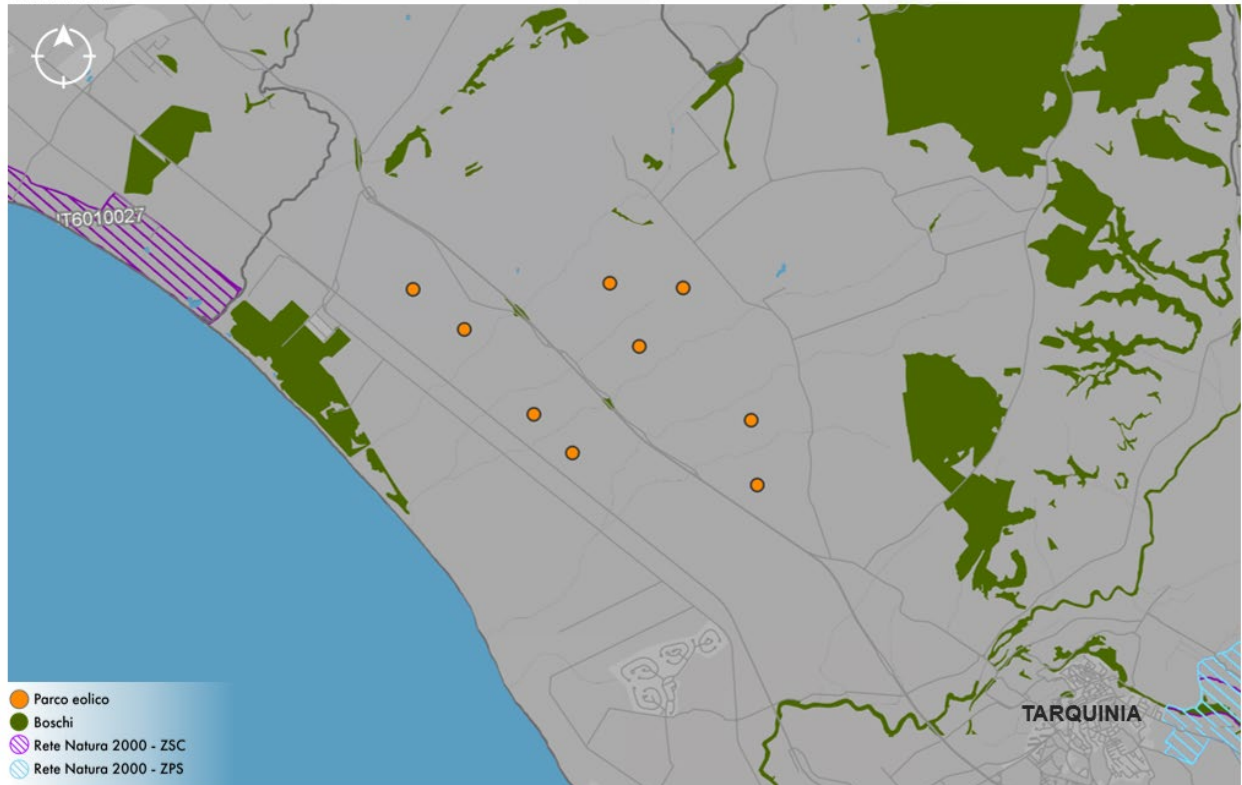 IT6010027
TARQUINIA
Parco eolico
Boschi
Rete Natura 2000 - ZSC
Rete Natura 2000 - ZPS